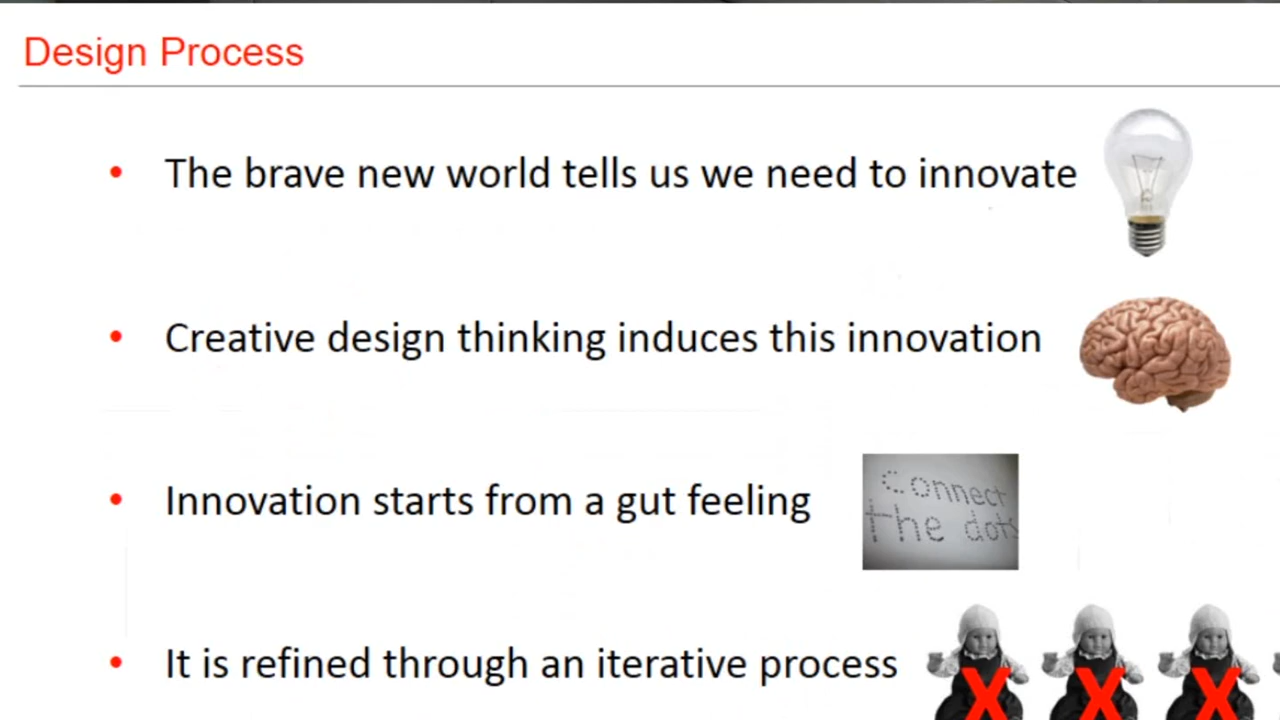 Design Process
The brave new world tells us we need to innovate
Creative design thinking induces this innovation
Innovation starts from a gut feeling
Connect
the dots
It is refined through an iterative process
X X X